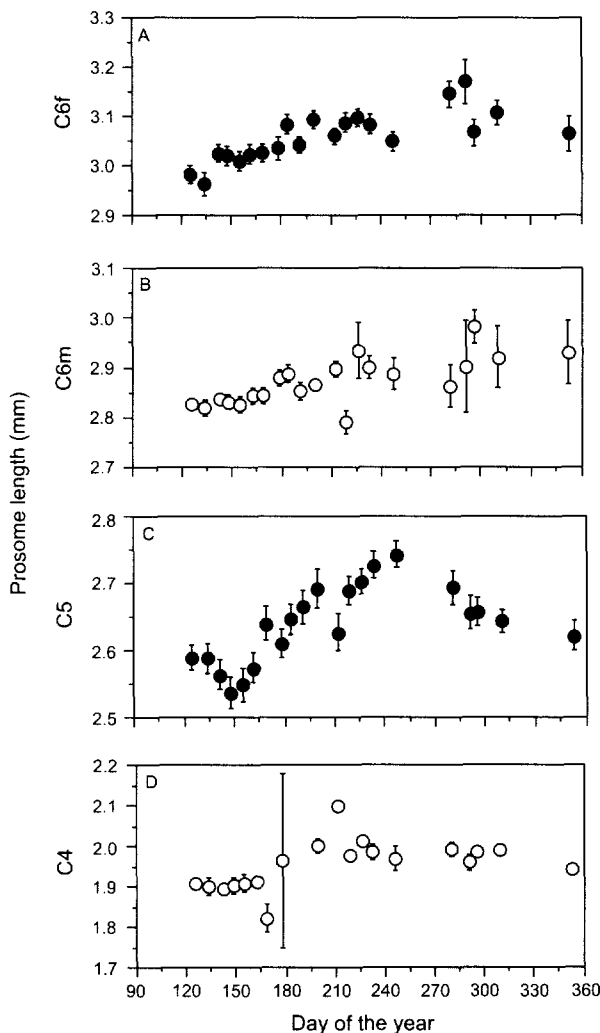 A
3.3
3.2
3.1
3.0
2.9
C6f
B
3.1
3.0
2.9
2.8
2.7
C6m
Prosome length (mm)
C
2.8
2.7
2.6
2.5
C5
D
2.2
2.1
2.0
1.9
1.8
1.7
C4
90 120 150 180 210 240 270 300 330 360
Day of the year